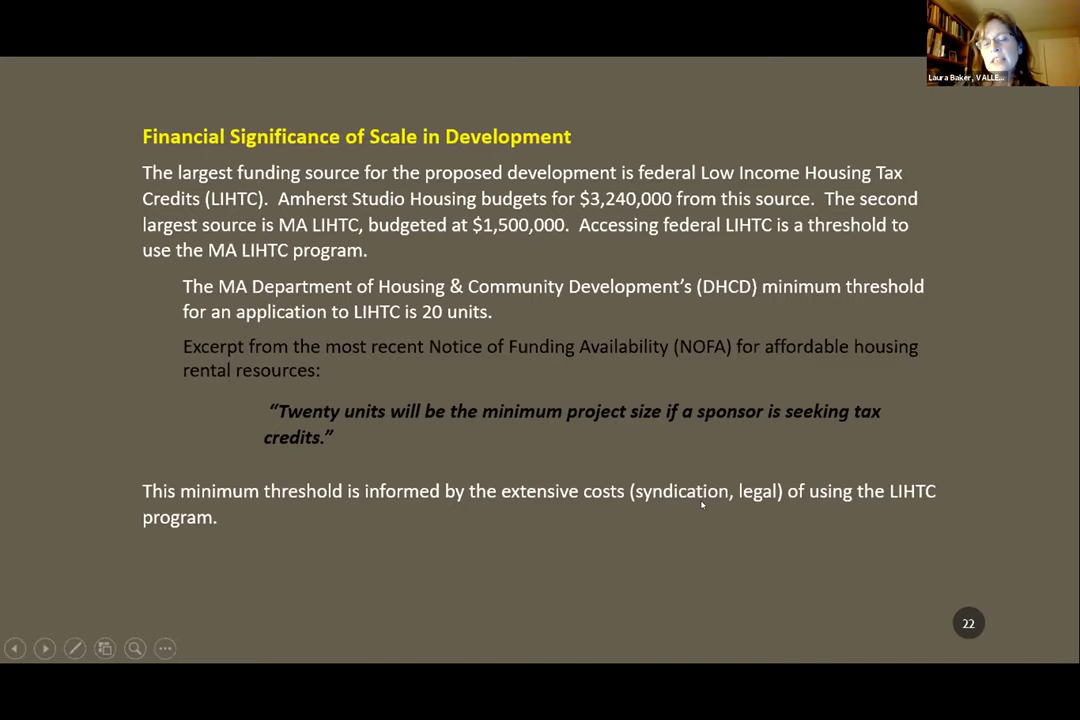 Laura Baker, VALLE...
Financial Significance of Scale in Development
The largest funding source for the proposed development is federal Low Income Housing Tax
Credits (LIHTC).  Amherst Studio Housing budgets for $3,240,000 from this source.  The second
largest source is MA LIHTC, budgeted at $1,500,000.  Accessing federal LIHTC is a threshold to
use the MA LIHTC program.
The MA Department of Housing & Community Development’s (DHCD) minimum threshold
for an application to LIHTC is 20 units.
Excerpt from the most recent Notice of Funding Availability (NOFA) for affordable housing
rental resources:
“Twenty units will be the minimum project size if a sponsor is seeking tax
credits.”
This minimum threshold is informed by the extensive costs (syndication, legal) of using the LIHTC
program.
22